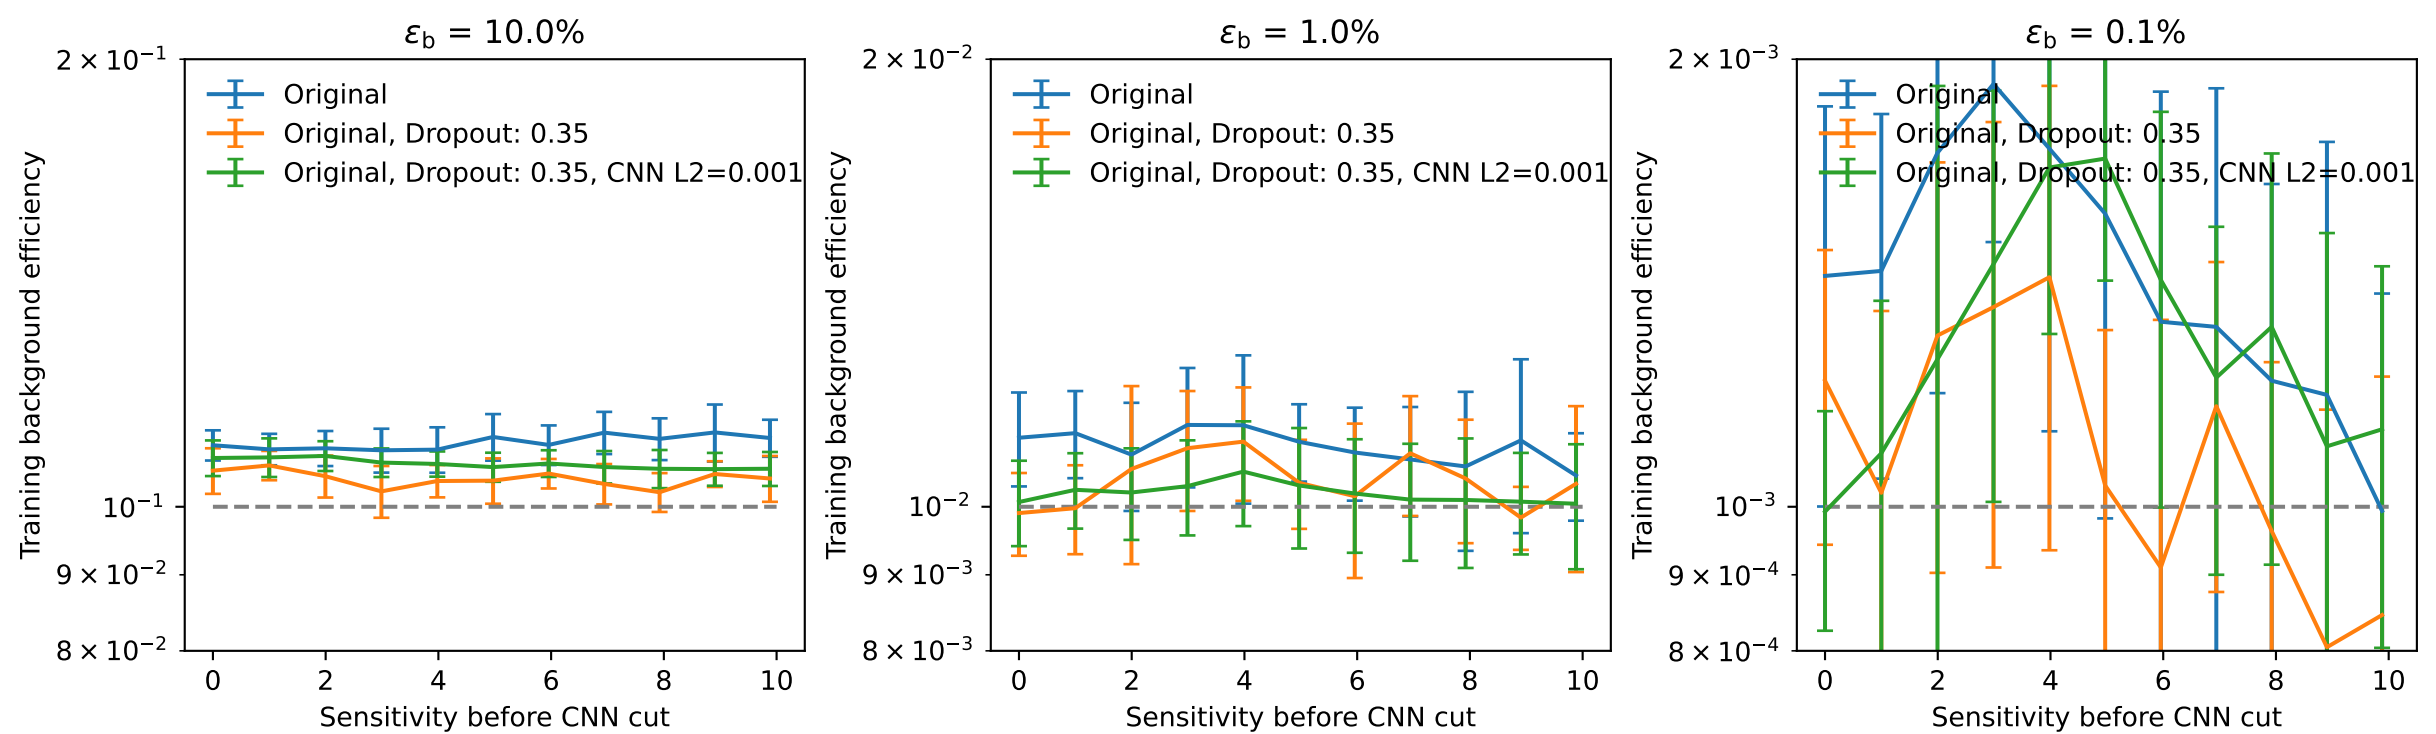 ε_b = 10.0%
2 × 10⁻¹
10⁻¹
9 × 10⁻²
8 × 10⁻²
Training background efficiency
Original
Original, Dropout: 0.35
Original, Dropout: 0.35, CNN L2=0.001
0 2 4 6 8 10
Sensitivity before CNN cut
ε_b = 1.0%
2 × 10⁻²
10⁻²
9 × 10⁻³
8 × 10⁻³
Training background efficiency
Original
Original, Dropout: 0.35
Original, Dropout: 0.35, CNN L2=0.001
0 2 4 6 8 10
Sensitivity before CNN cut
ε_b = 0.1%
2 × 10⁻³
10⁻³
9 × 10⁻⁴
8 × 10⁻⁴
Training background efficiency
Original
Original, Dropout: 0.35
Original, Dropout: 0.35, CNN L2=0.001
0 2 4 6 8 10
Sensitivity before CNN cut